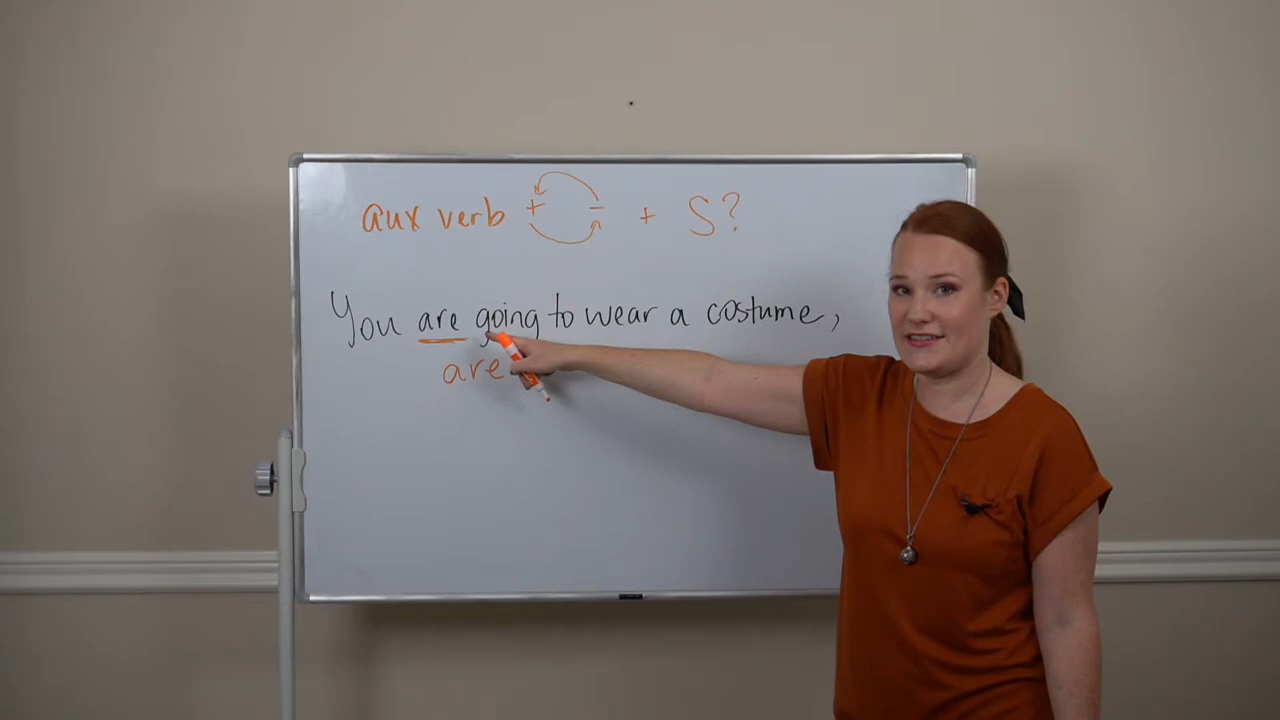 aux verb + - + S?
You are going to wear a costume,
are